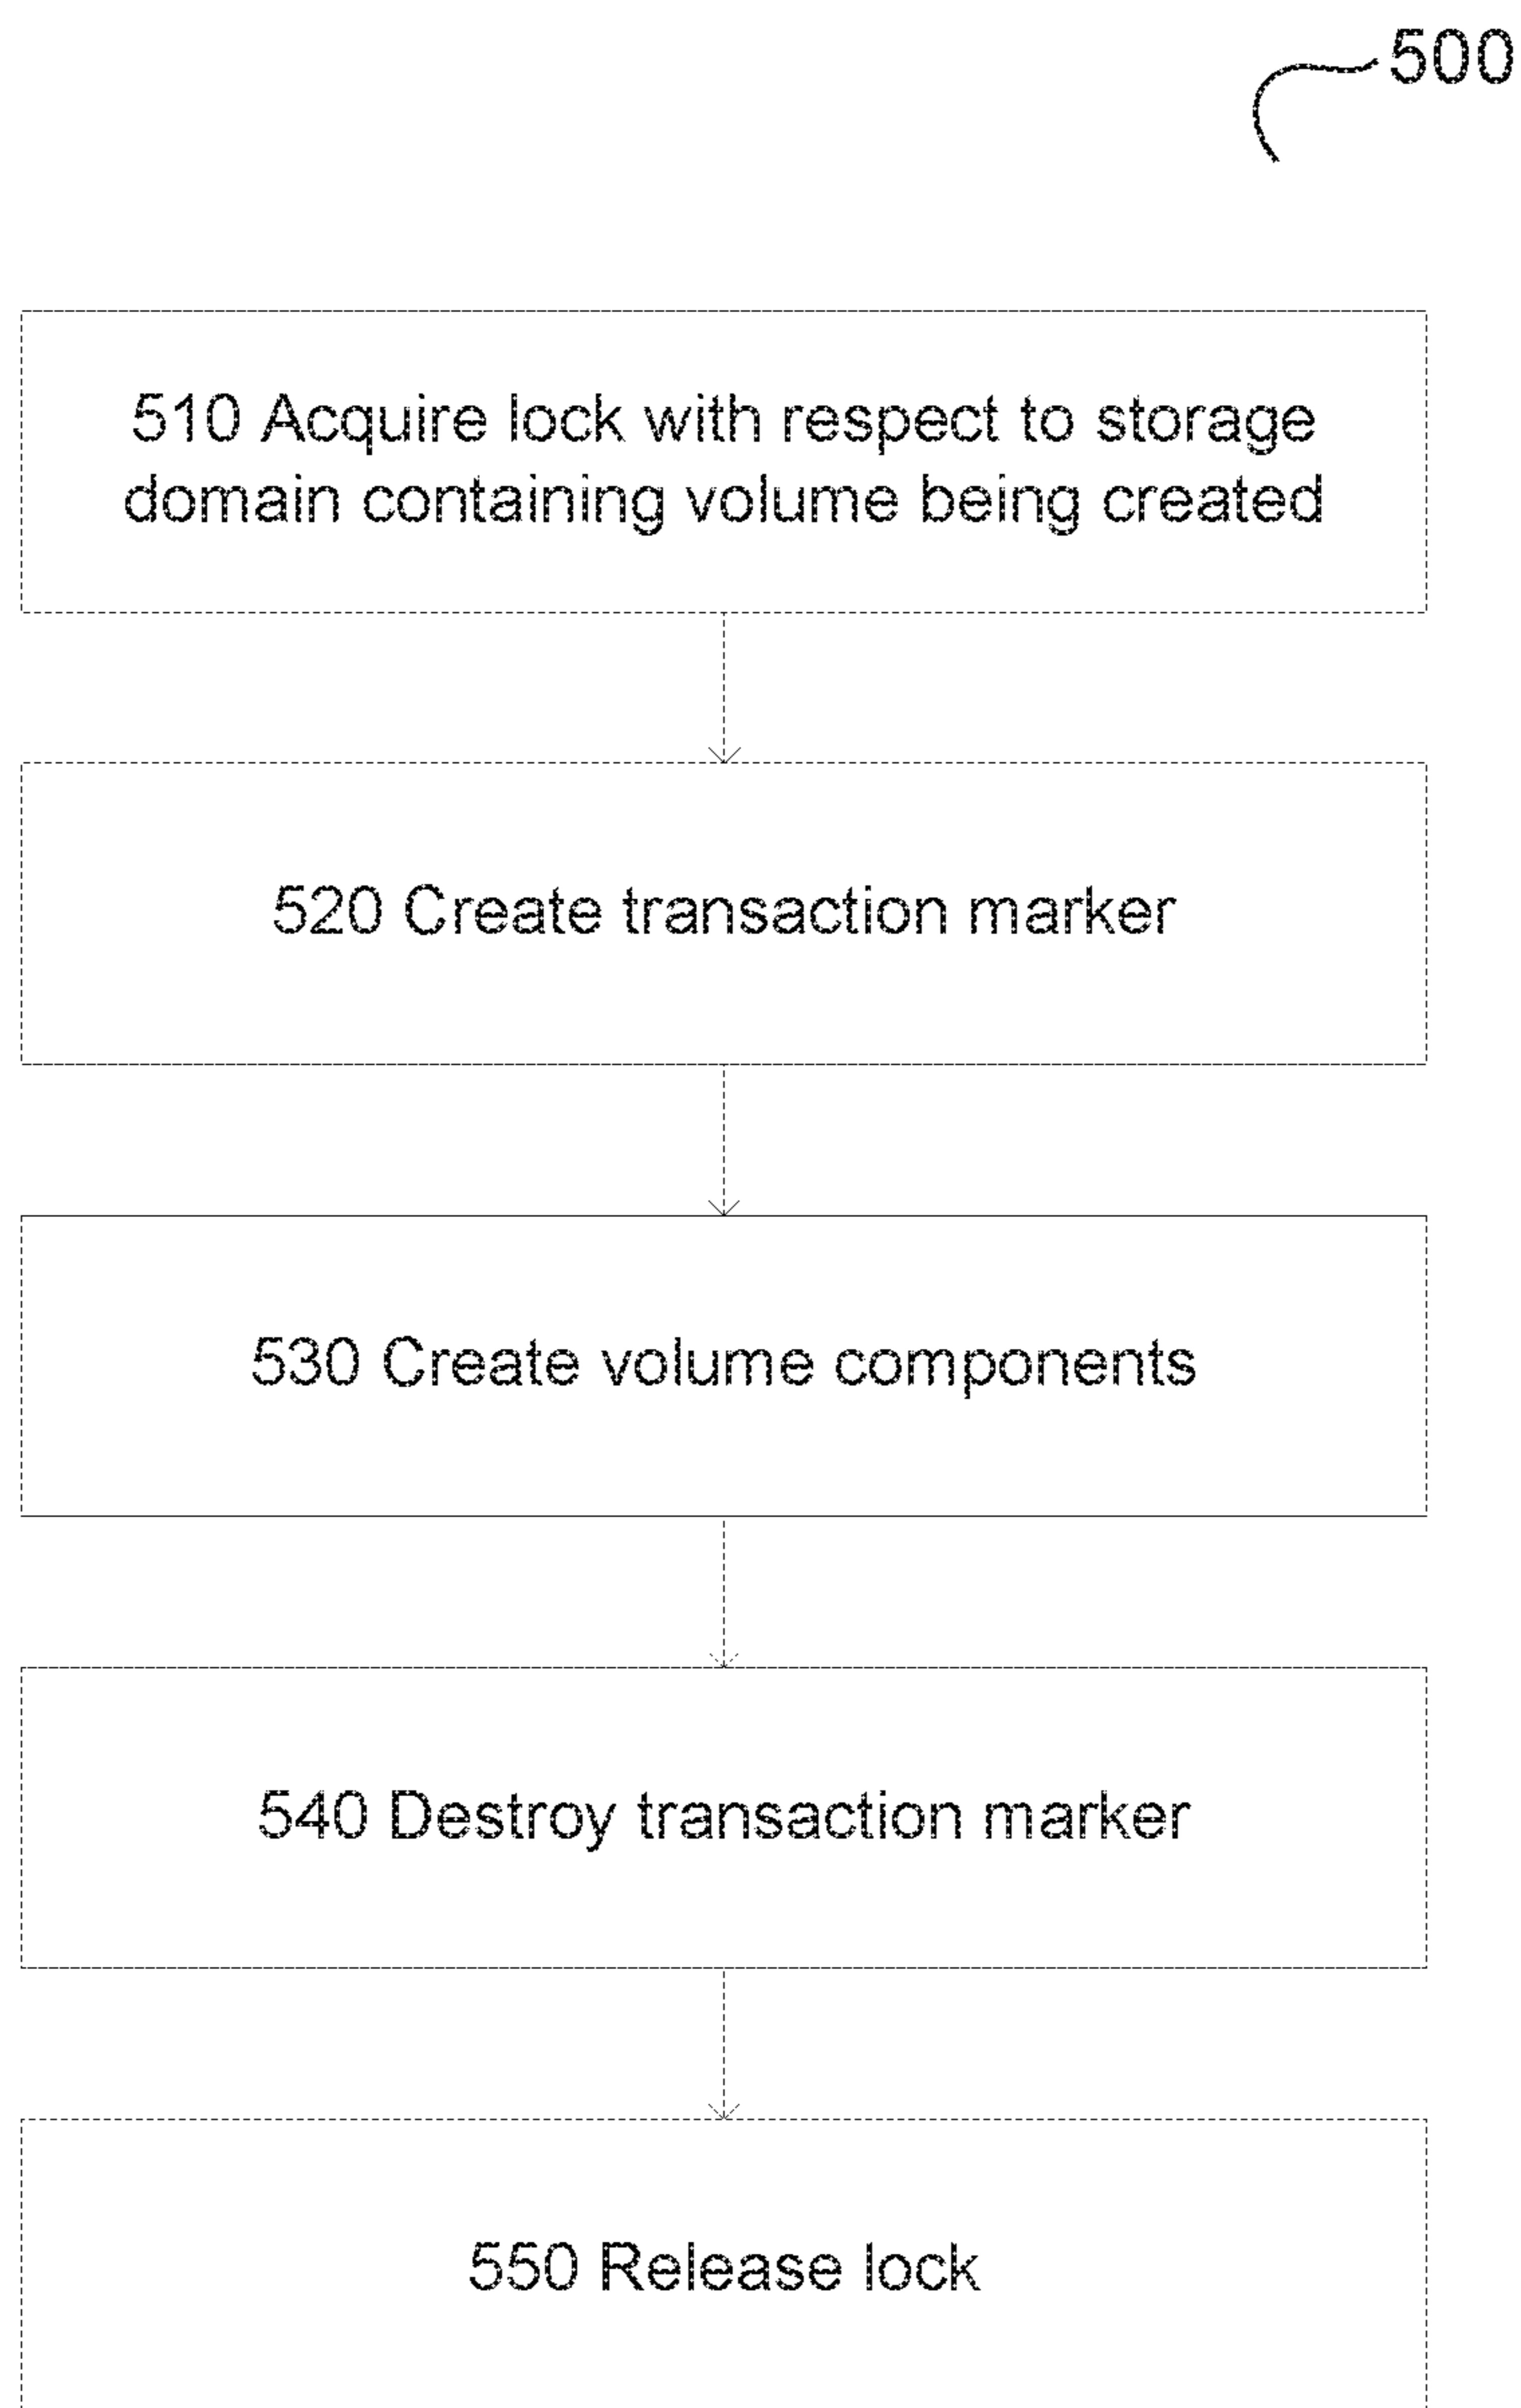 500
510 Acquire lock with respect to storage
domain containing volume being created
520 Create transaction marker
530 Create volume components
540 Destroy transaction marker
550 Release lock